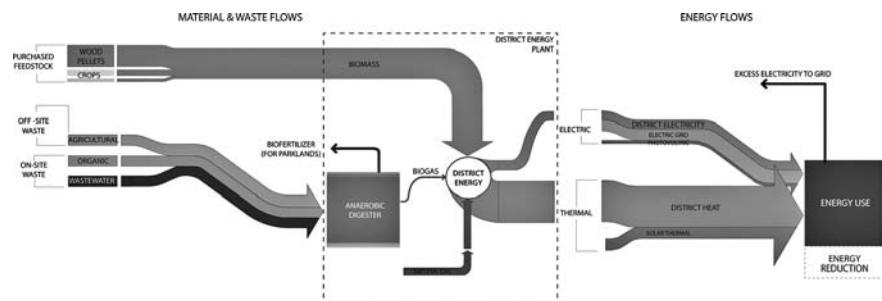 MATERIAL & WASTE FLOWS
ENERGY FLOWS
DISTRICT ENERGY
PLANT
PURCHASED
FEEDSTOCK
WOOD
PELLETS
CROPS
BIOMASS
EXCESS ELECTRICITY TO GRID
OFF -SITE
WASTE
AGRICULTURAL
ON-SITE
WASTE
ORGANIC
WASTEWATER
BIOFERTILIZER
(FOR PARKLANDS)
BIOGAS
ANAEROBIC
DIGESTER
DISTRICT
ENERGY
ELECTRIC
DISTRICT ELECTRICITY
ELECTRIC GRID
PHOTOVOLTIC
THERMAL
DISTRICT HEAT
SOLAR THERMAL
ENERGY USE
ENERGY
REDUCTION